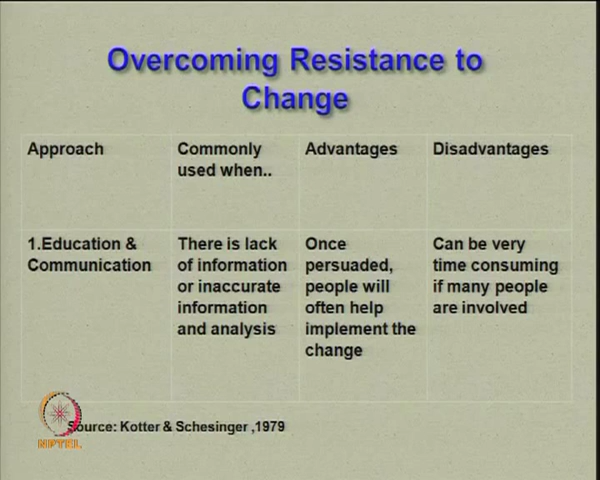 Overcoming Resistance to
Change
Approach
Commonly
used when..
Advantages
Disadvantages
1.Education &
Communication
There is lack
of information
or inaccurate
information
and analysis
Once
persuaded,
people will
often help
implement the
change
Can be very
time consuming
if many people
are involved
Source: Kotter & Schesinger ,1979
NPTEL